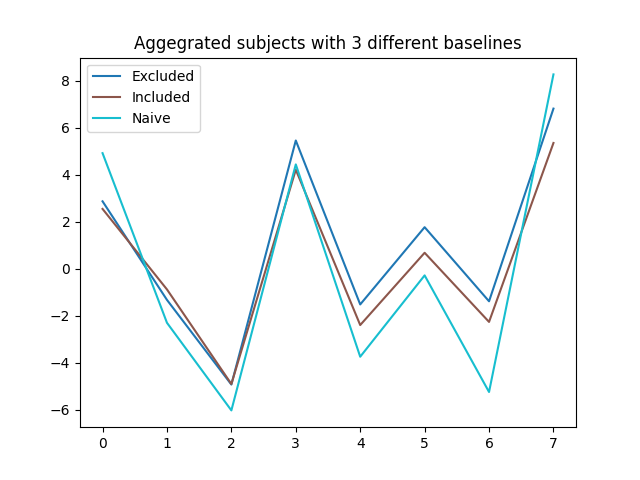 Aggegrated subjects with 3 different baselines
Excluded
Included
Naive
8
6
4
2
0
−2
−4
−6
0 1 2 3 4 5 6 7